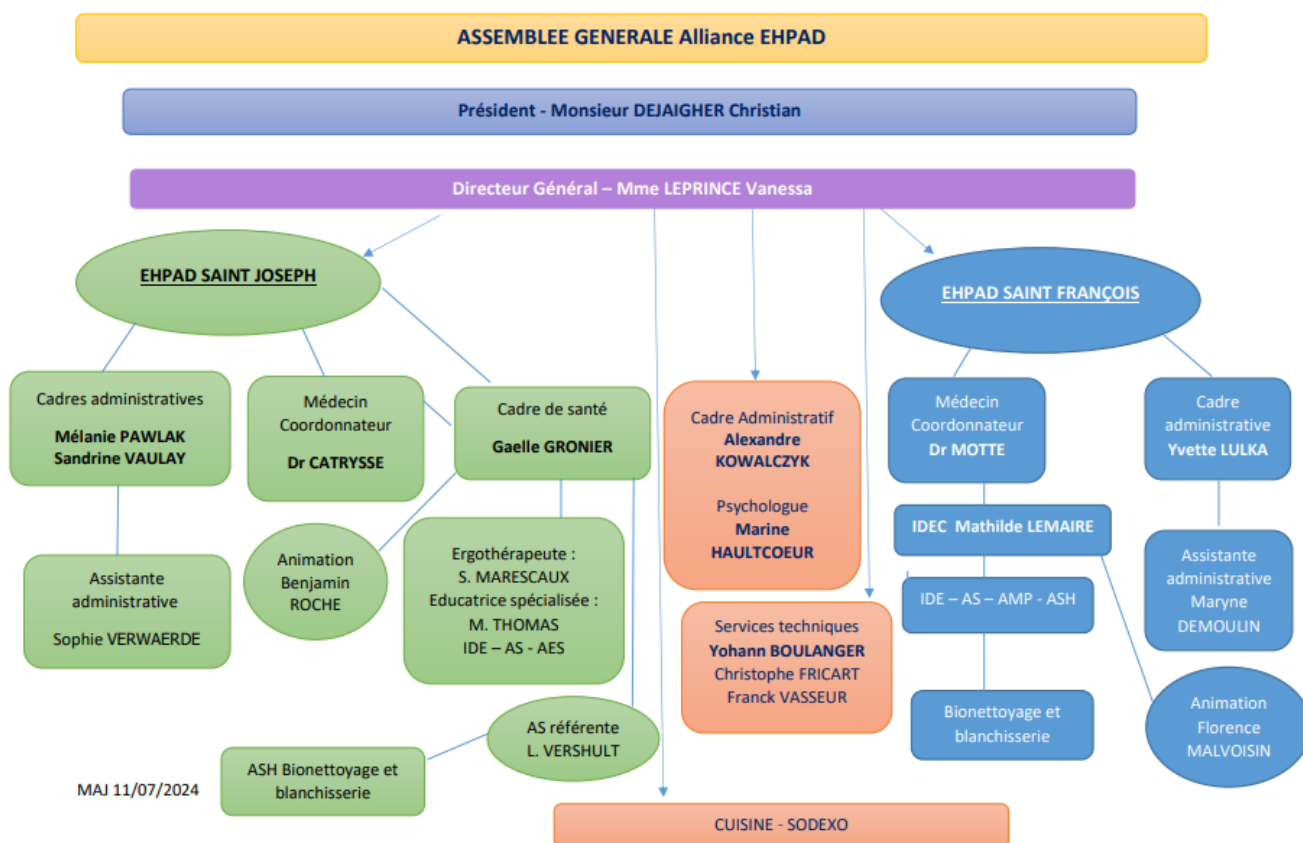 ASSEMBLEE GENERALE Alliance EHPAD
Président - Monsieur DEJAIGHER Christian
Directeur Général – Mme LEPRINCE Vanessa
EHPAD SAINT JOSEPH
EHPAD SAINT FRANÇOIS
Cadres administratives
Mélanie PAWLAK
Sandrine VAULAY
Médecin
Coordonnateur
Dr CATRYSSE
Cadre de santé
Gaelle GRONIER
Cadre Administratif
Alexandre
KOWALCZYK
Psychologue
Marine
HAULTCOEUR
Médecin
Coordonnateur
Dr MOTTE
Cadre
administrative
Yvette LULKA
IDEC Mathilde LEMAIRE
Assistante
administrative
Sophie VERWAERDE
Animation
Benjamin
ROCHE
Ergothérapeute :
S. MARESCAUX
Educatrice spécialisée :
M. THOMAS
IDE – AS - AES
Services techniques
Yohann BOULANGER
Christophe FRICART
Franck VASSEUR
IDE – AS – AMP - ASH
Assistante
administrative
Maryne
DEMOULIN
Bionettoyage et
blanchisserie
Animation
Florence
MALVOISIN
AS référente
L. VERSHULT
ASH Bionettoyage et
blanchisserie
MAJ 11/07/2024
CUISINE - SODEXO